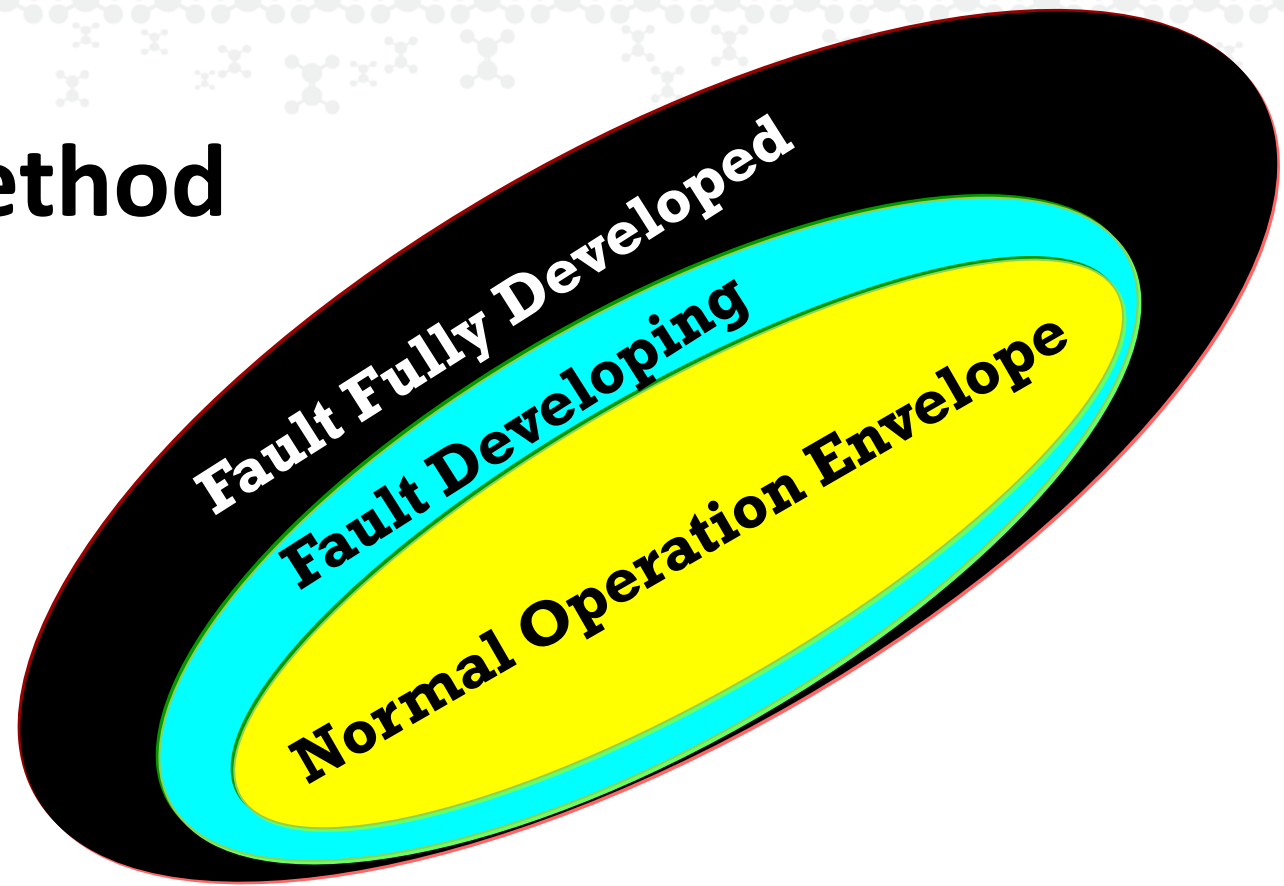 ethod
Fault Fully Developed
Fault Developing
Normal Operation Envelope